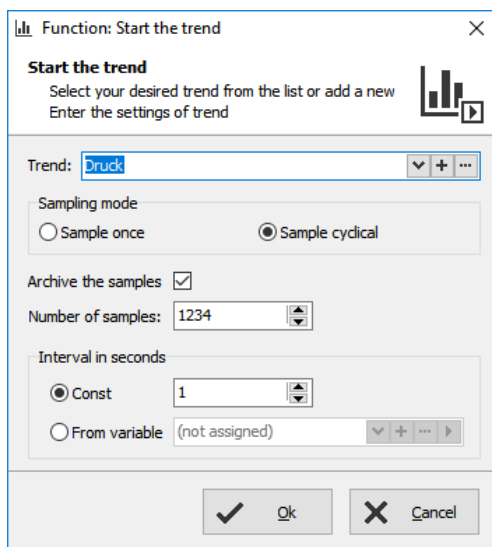 Function: Start the trend
Start the trend
Select your desired trend from the list or add a new
Enter the settings of trend
Trend: Druck
Sampling mode
Sample once Sample cyclical
Archive the samples
Number of samples: 1234
Interval in seconds
Const 1
From variable (not assigned)
Ok Cancel